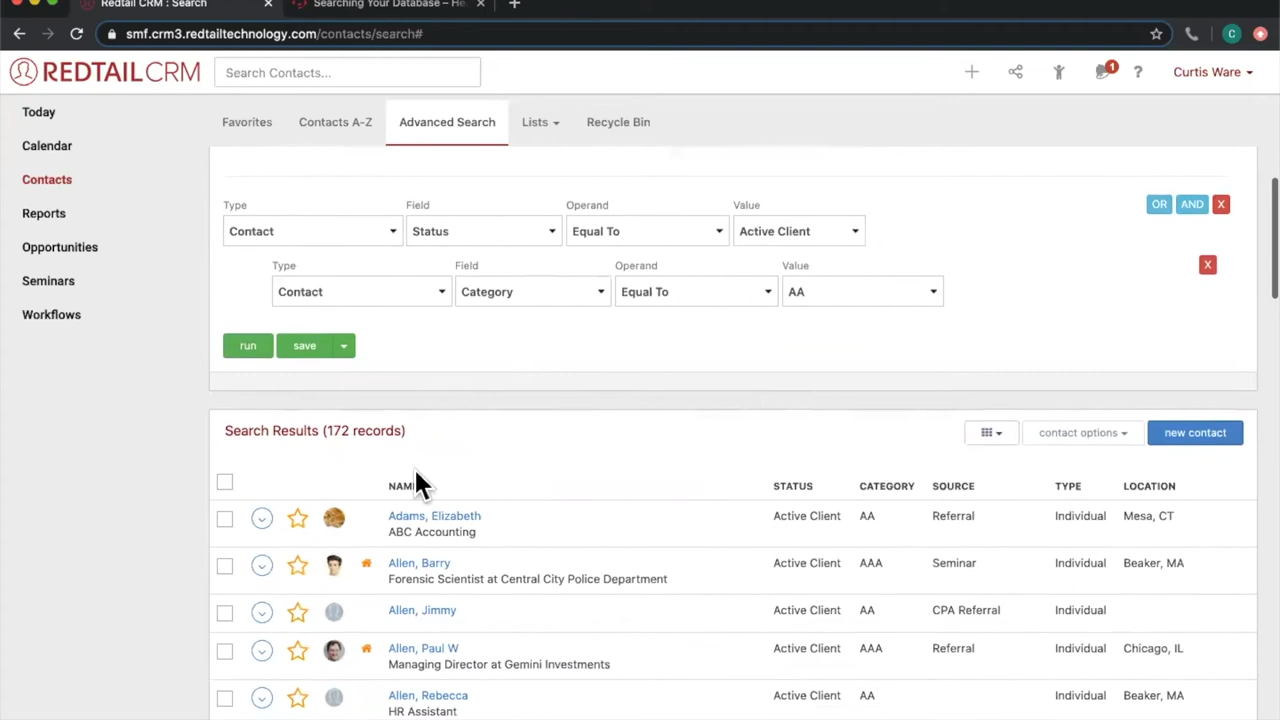 Redtail CRM : Search
Searching Your Database – He
smf.crm3.redtailtechnology.com/contacts/search#
C
REDTAILCRM
Search Contacts...
1
?
Curtis Ware
Today
Calendar
Contacts
Reports
Opportunities
Seminars
Workflows
Favorites
Contacts A-Z
Advanced Search
Lists
Recycle Bin
Type Field Operand Value
OR AND X
Contact Status Equal To Active Client
Type Field Operand Value
X
Contact Category Equal To AA
run save
Search Results (172 records)
contact options
new contact
NAM STATUS CATEGORY SOURCE TYPE LOCATION
Adams, Elizabeth Active Client AA Referral Individual Mesa, CT
ABC Accounting
Allen, Barry Active Client AAA Seminar Individual Beaker, MA
Forensic Scientist at Central City Police Department
Allen, Jimmy Active Client AA CPA Referral Individual
Allen, Paul W Active Client AAA Referral Individual Chicago, IL
Managing Director at Gemini Investments
Allen, Rebecca Active Client AA Individual Beaker, MA
HR Assistant